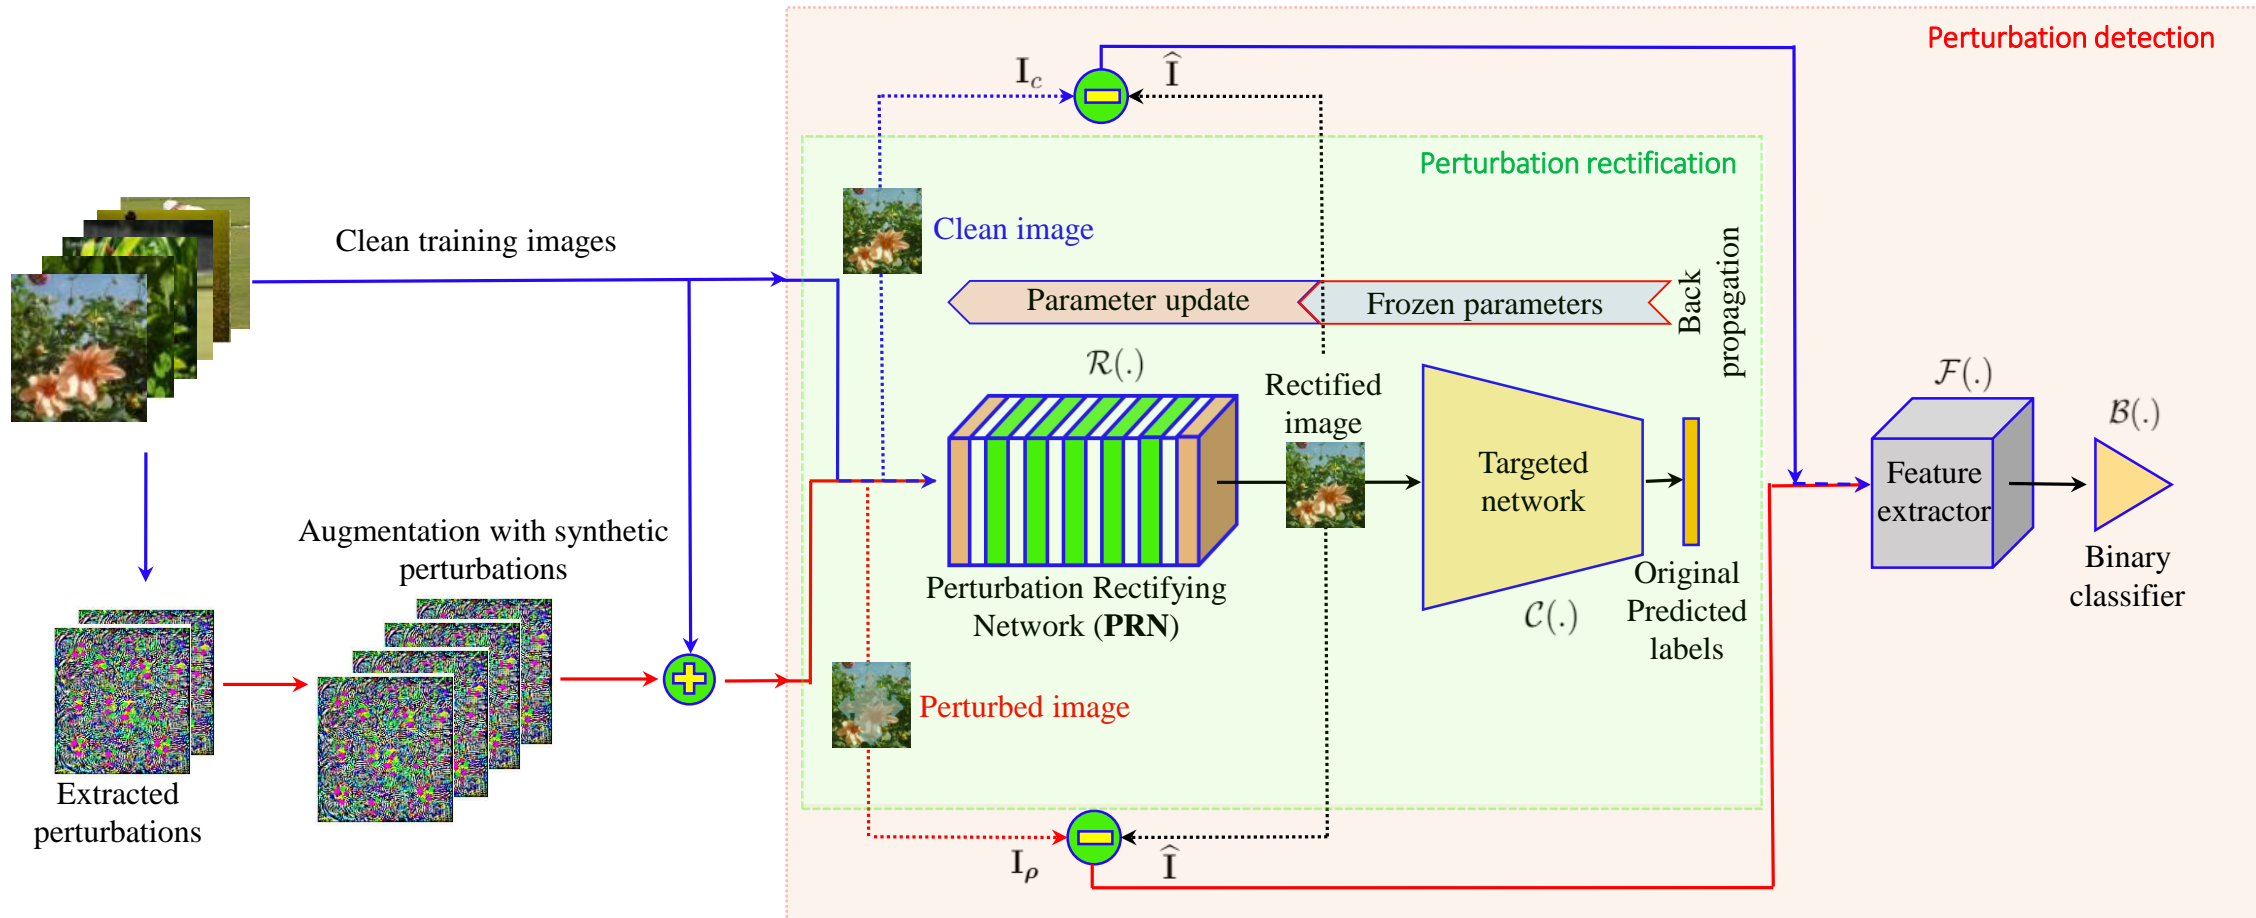 Perturbation detection
I_c
Î
Perturbation rectification
Clean training images
Clean image
Parameter update
Frozen parameters
Back
propagation
R(.)
Rectified
image
F(.)
B(.)
Targeted
network
Feature
extractor
Augmentation with synthetic
perturbations
Perturbation Rectifying
Network (PRN)
C(.)
Original
Predicted
labels
Binary
classifier
Perturbed image
Extracted
perturbations
I_ρ
Î